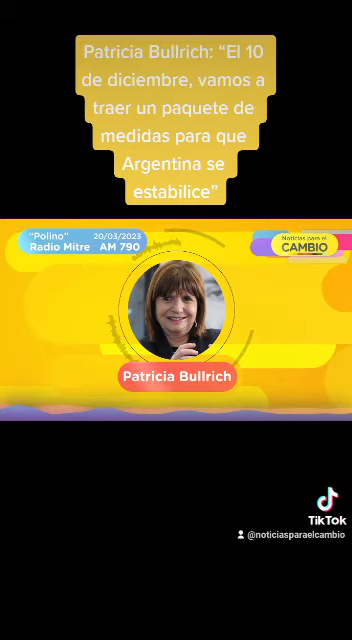 Patricia Bullrich: “El 10
de diciembre, vamos a
traer un paquete de
medidas para que
Argentina se
estabilice”
"Polino" 20/03/2023
Radio Mitre AM 790
Noticias para el
CAMBIO
Patricia Bullrich
TikTok
@noticiasparaelcambio